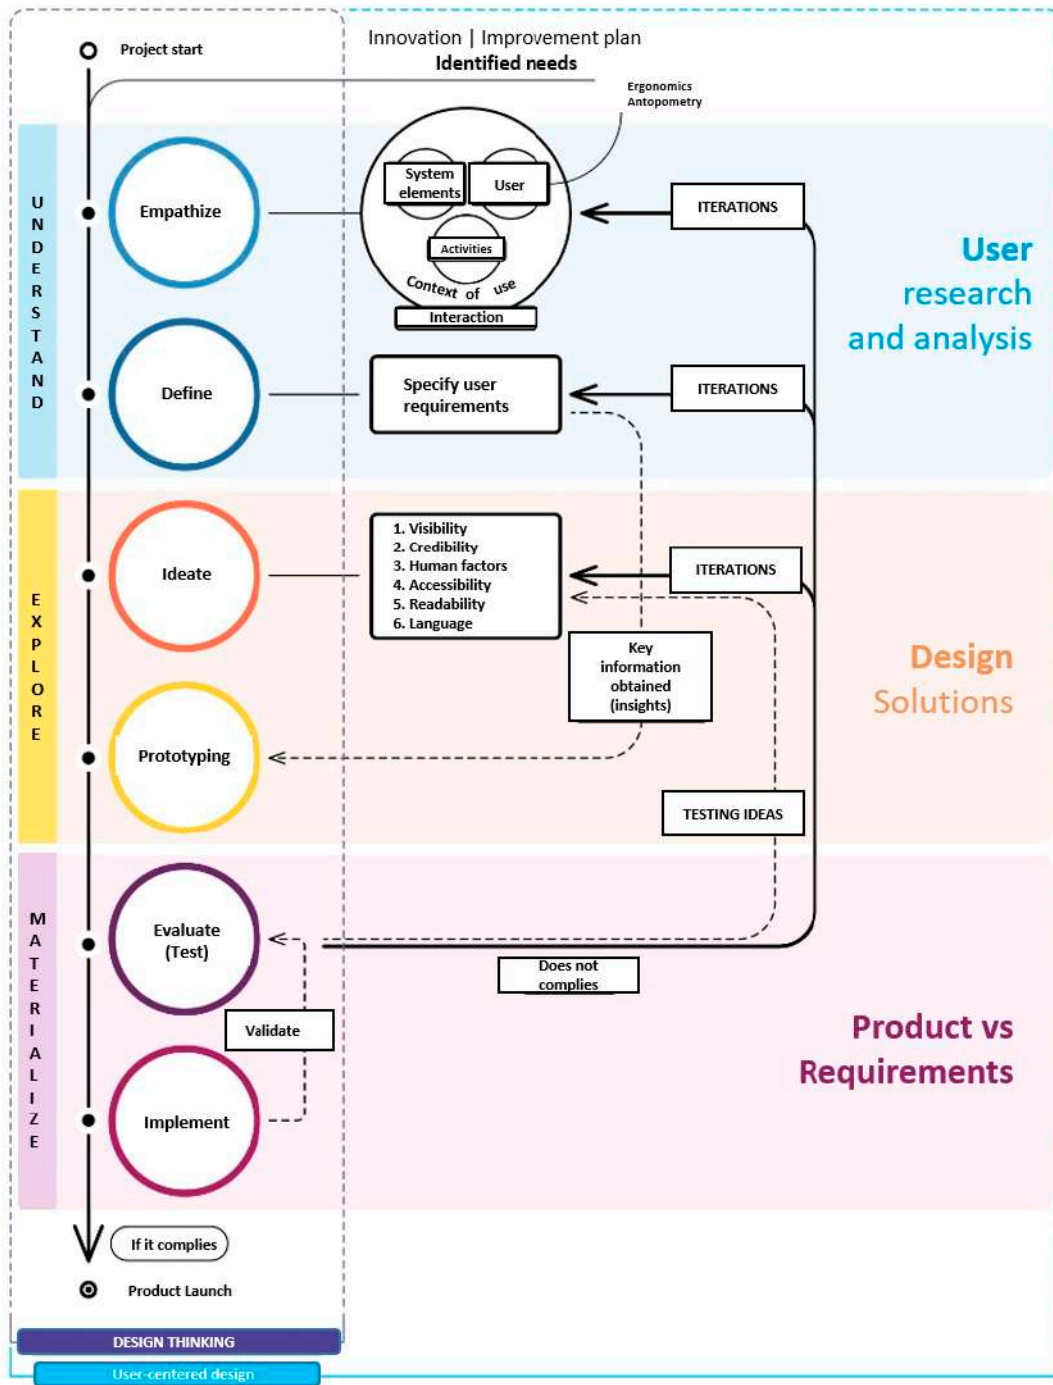 Project start
Innovation | Improvement plan
Identified needs
Ergonomics
Antopometry
UNDERSTAND
Empathize
System
elements
User
Activities
Context of use
Interaction
ITERATIONS
User
research
and analysis
Define
Specify user
requirements
ITERATIONS
EXPLORE
Ideate
1. Visibility
2. Credibility
3. Human factors
4. Accessibility
5. Readability
6. Language
ITERATIONS
Key
information
obtained
(insights)
Design
Solutions
Prototyping
TESTING IDEAS
MATERIALIZE
Evaluate
(Test)
Does not
complies
Validate
Product vs
Requirements
Implement
If it complies
Product Launch
DESIGN THINKING
User-centered design